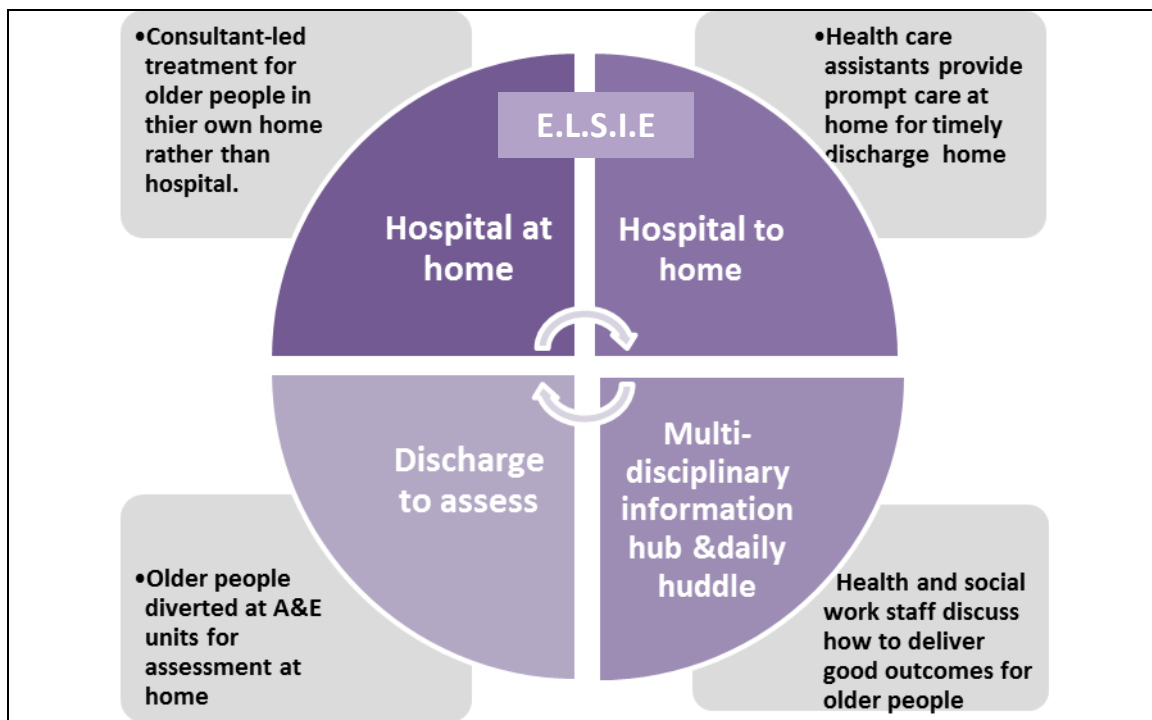 •Consultant-led
treatment for
older people in
thier own home
rather than
hospital.
•Health care
assistants provide
prompt care at
home for timely
discharge home
E.L.S.I.E
Hospital at
home
Hospital to
home
Discharge
to assess
Multi-
disciplinary
information
hub &daily
huddle
•Older people
diverted at A&E
units for
assessment at
home
Health and social
work staff discuss
how to deliver
good outcomes for
older people